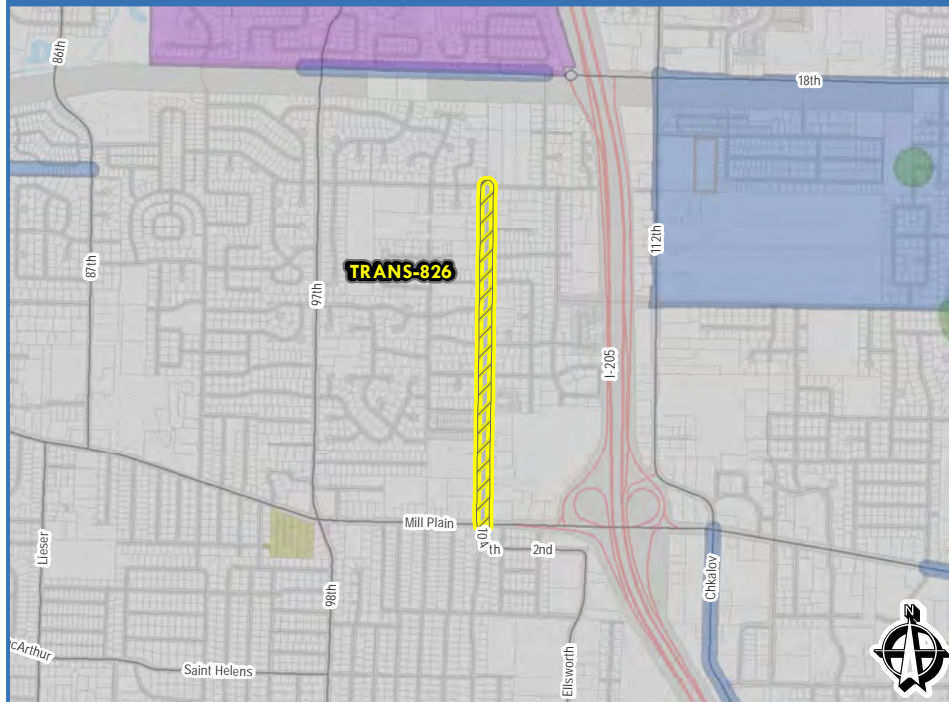 86th
18th
112th
TRANS-826
87th
97th
I-205
Mill Plain
104th
2nd
Lieser
98th
Chkalov
cArthur
Saint Helens
Ellsworth
N